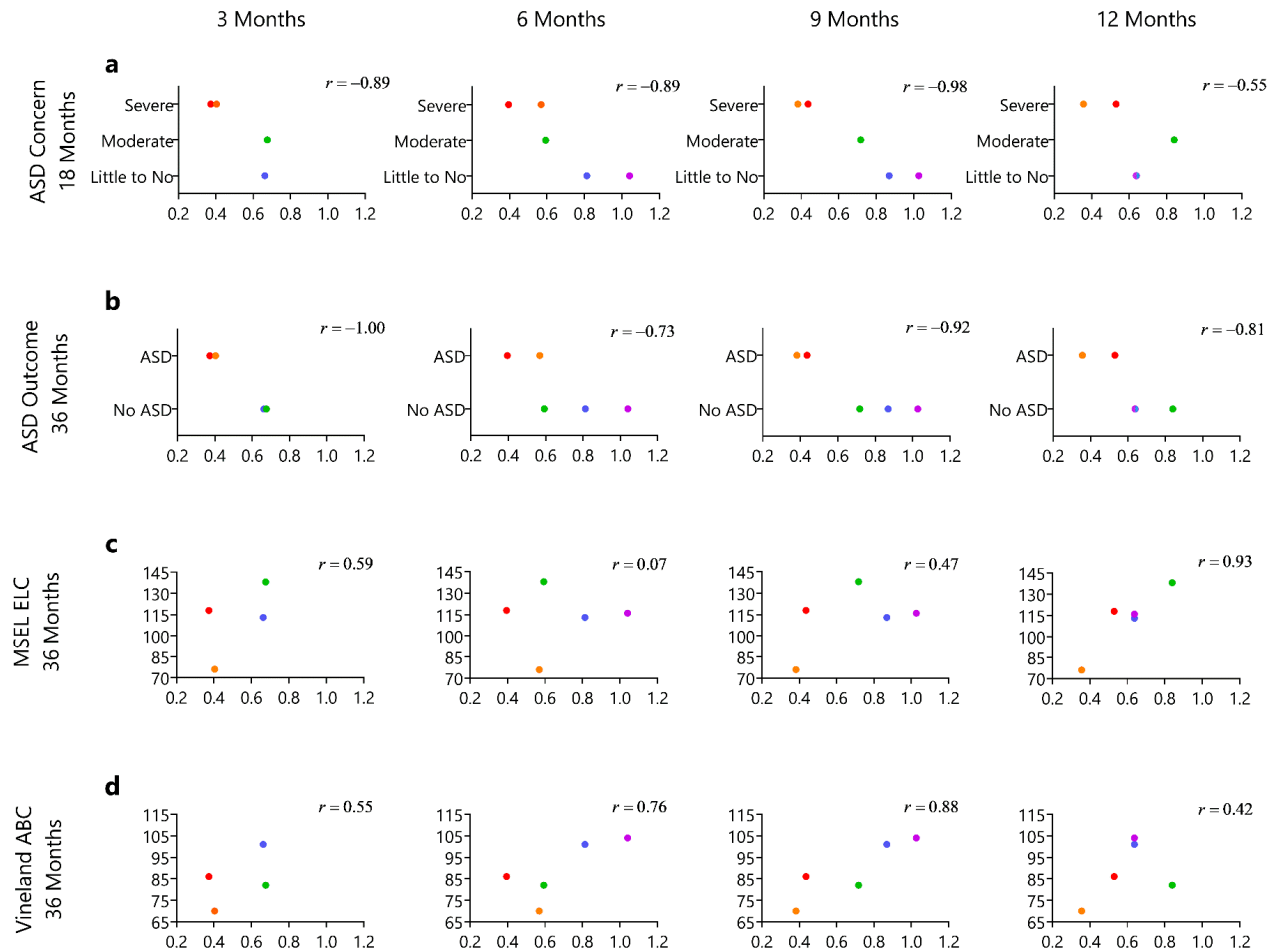 3 Months 6 Months 9 Months 12 Months
a
ASD Concern
18 Months
r = −0.89 r = −0.89 r = −0.98 r = −0.55
Severe Severe Severe Severe
Moderate Moderate Moderate Moderate
Little to No Little to No Little to No Little to No
0.2 0.4 0.6 0.8 1.0 1.2 0.2 0.4 0.6 0.8 1.0 1.2 0.2 0.4 0.6 0.8 1.0 1.2 0.2 0.4 0.6 0.8 1.0 1.2
b
ASD Outcome
36 Months
r = −1.00 r = −0.73 r = −0.92 r = −0.81
ASD ASD ASD ASD
No ASD No ASD No ASD No ASD
0.2 0.4 0.6 0.8 1.0 1.2 0.2 0.4 0.6 0.8 1.0 1.2 0.2 0.4 0.6 0.8 1.0 1.2 0.2 0.4 0.6 0.8 1.0 1.2
c
MSEL ELC
36 Months
r = 0.59 r = 0.07 r = 0.47 r = 0.93
145 145 145 145
130 130 130 130
115 115 115 115
100 100 100 100
85 85 85 85
70 70 70 70
0.2 0.4 0.6 0.8 1.0 1.2 0.2 0.4 0.6 0.8 1.0 1.2 0.2 0.4 0.6 0.8 1.0 1.2 0.2 0.4 0.6 0.8 1.0 1.2
d
Vineland ABC
36 Months
r = 0.55 r = 0.76 r = 0.88 r = 0.42
115 115 115 115
105 105 105 105
95 95 95 95
85 85 85 85
75 75 75 75
65 65 65 65
0.2 0.4 0.6 0.8 1.0 1.2 0.2 0.4 0.6 0.8 1.0 1.2 0.2 0.4 0.6 0.8 1.0 1.2 0.2 0.4 0.6 0.8 1.0 1.2